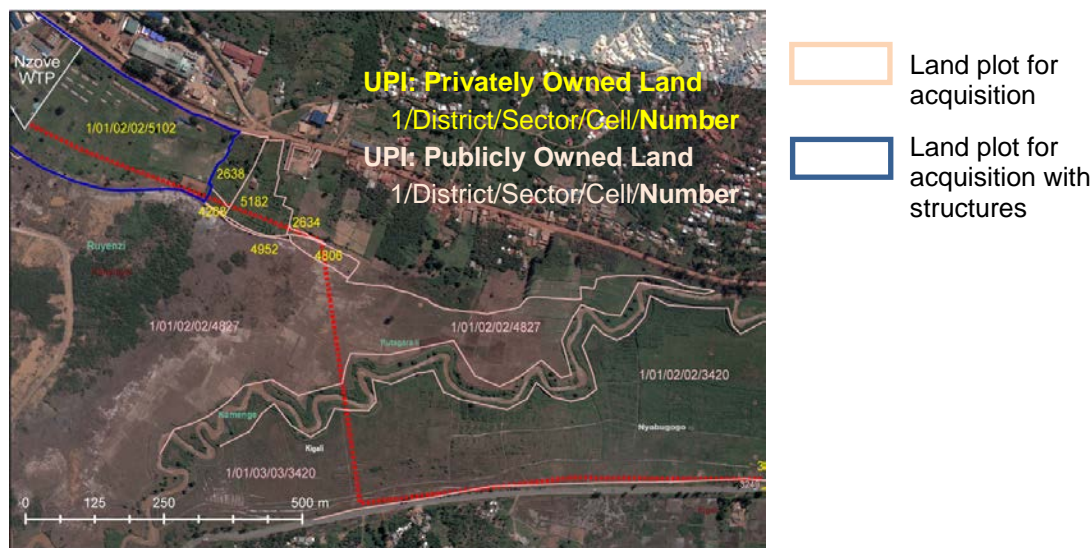 Nzove
WTP
UPI: Privately Owned Land
1/District/Sector/Cell/Number
UPI: Publicly Owned Land
1/District/Sector/Cell/Number
Land plot for
acquisition
Land plot for
acquisition with
structures
1/01/02/02/5102
2638
5182
2634
4952
4806
Ruyenzi
1/01/02/02/4827
1/01/02/02/4827
1/01/02/02/3420
Kigali
1/01/03/03/3420
Nyabugogo
0 125 250 500 m